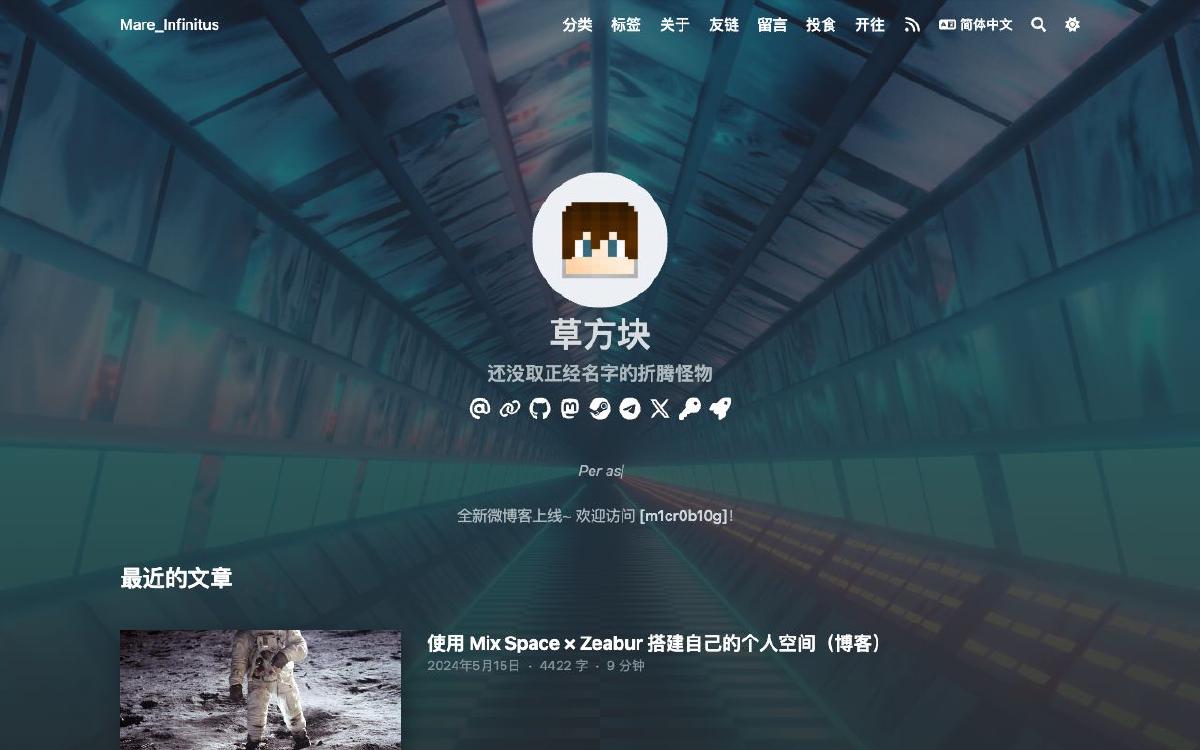 Mare_Infinitus
分类 标签 关于 友链 留言 投食 开往 简体中文
草方块
还没取正经名字的折腾怪物
Per as
全新微博客上线~ 欢迎访问 [m1cr0b10g]!
最近的文章
使用 Mix Space × Zeabur 搭建自己的个人空间（博客）
2024年5月15日 · 4422 字 · 9 分钟